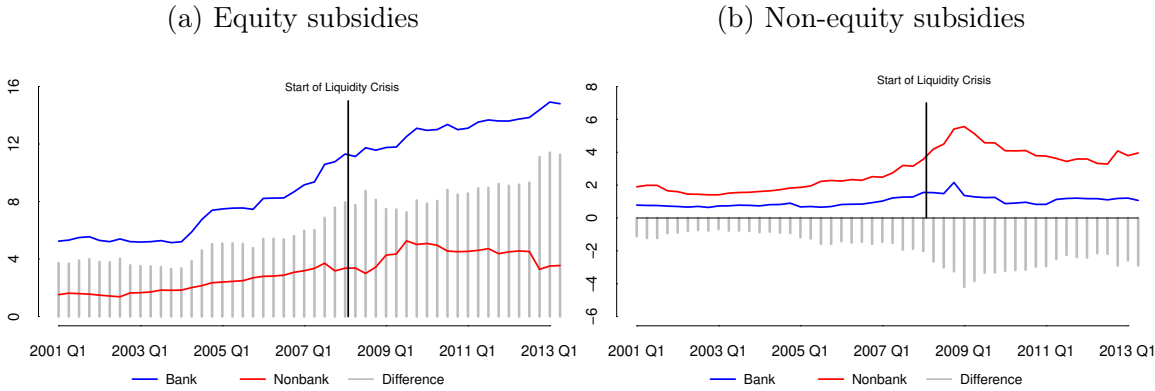 (a) Equity subsidies
Start of Liquidity Crisis
16
12
8
4
0
2001 Q1 2003 Q1 2005 Q1 2007 Q1 2009 Q1 2011 Q1 2013 Q1
Bank Nonbank Difference
(b) Non-equity subsidies
Start of Liquidity Crisis
8
6
4
2
0
−2
−4
−6
2001 Q1 2003 Q1 2005 Q1 2007 Q1 2009 Q1 2011 Q1 2013 Q1
Bank Nonbank Difference